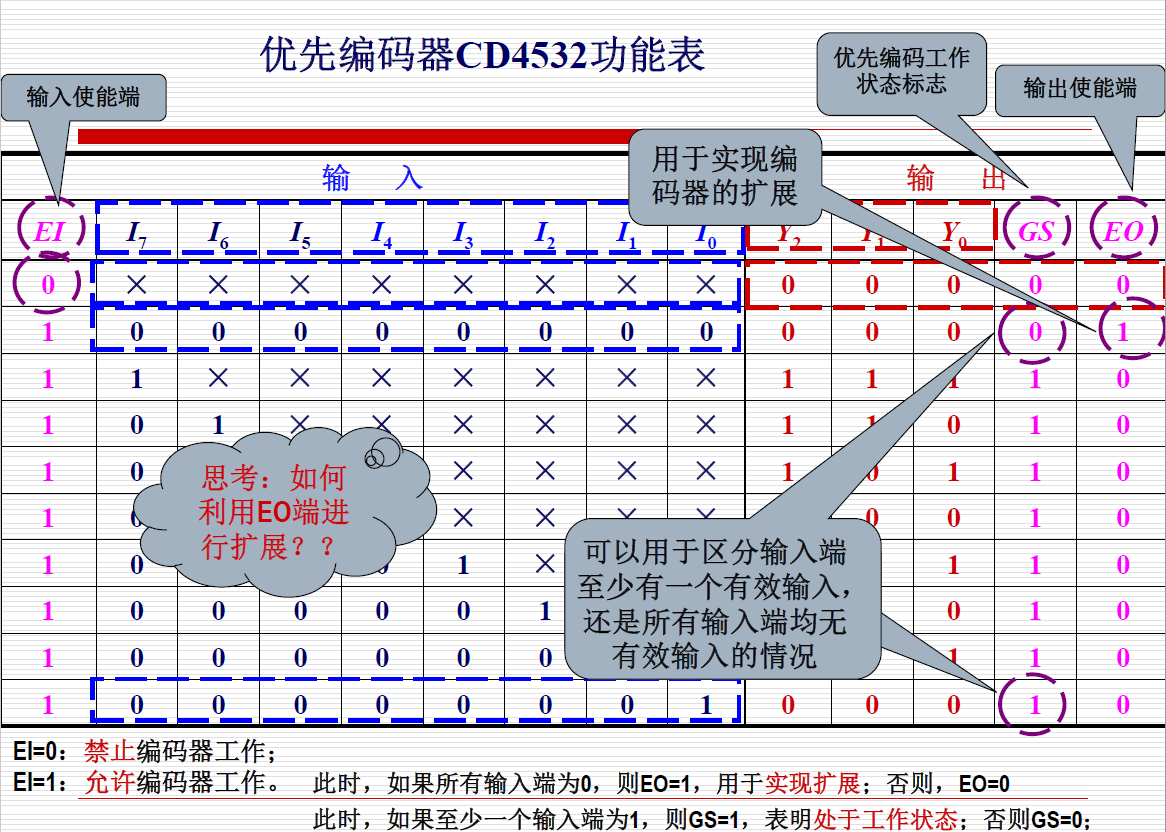 优先编码器CD4532功能表
优先编码工作
状态标志
输入使能端
输出使能端
用于实现编
码器的扩展
输 入 输 出
EI I7 I6 I5 I4 I3 I2 I1 I0 Y2 Y1 Y0 GS EO
0 × × × × × × × × 0 0 0 0 0
1 0 0 0 0 0 0 0 0 0 0 0 0 1
1 1 × × × × × × × 1 1 1 1 0
1 0 1 × × × × × × 1 1 0 1 0
1 0 × × × × 1 0 1 1 0
1 0 × × × × 0 0 1 0
1 0 0 1 × 1 1 0
1 0 0 0 0 0 1 0 1 0
1 0 0 0 0 0 0 1 1 0
1 0 0 0 0 0 0 0 1 0 0 0 1 0
思考：如何
利用EO端进
行扩展？？
可以用于区分输入端
至少有一个有效输入，
还是所有输入端均无
有效输入的情况
EI=0：禁止编码器工作；
EI=1：允许编码器工作。 此时，如果所有输入端为0，则EO=1，用于实现扩展；否则，EO=0
此时，如果至少一个输入端为1，则GS=1，表明处于工作状态；否则GS=0；